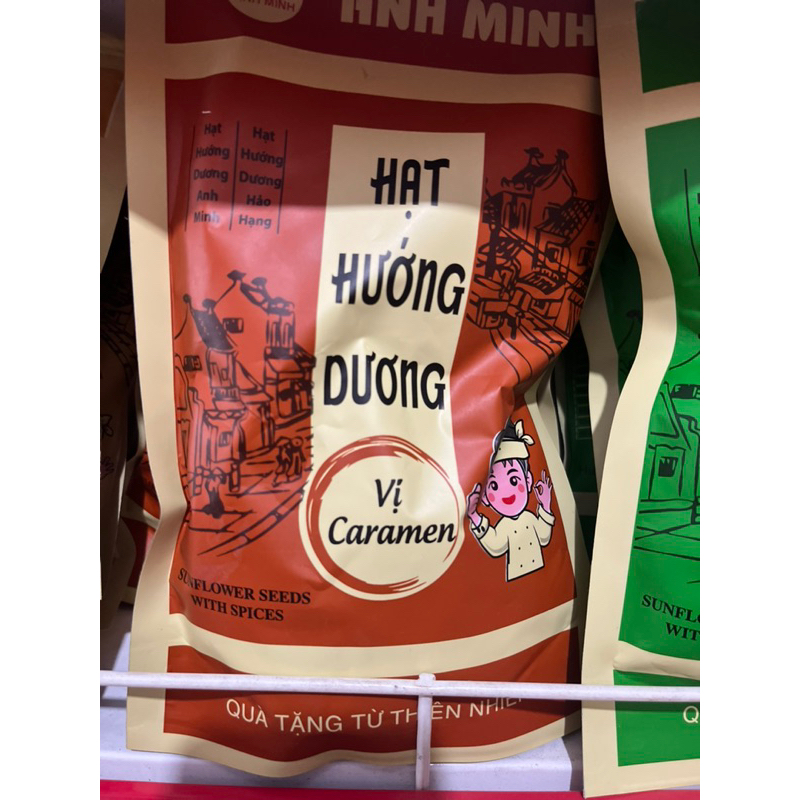 ANH MINH
Hạt
Hướng
Dương
Anh
Minh
Hạt
Hướng
Dương
Hảo
Hạng
HẠT
HƯỚNG
DƯƠNG
Vị
Caramen
SUNFLOWER SEEDS
WITH SPICES
QUÀ TẶNG TỪ THIÊN NHIÊN